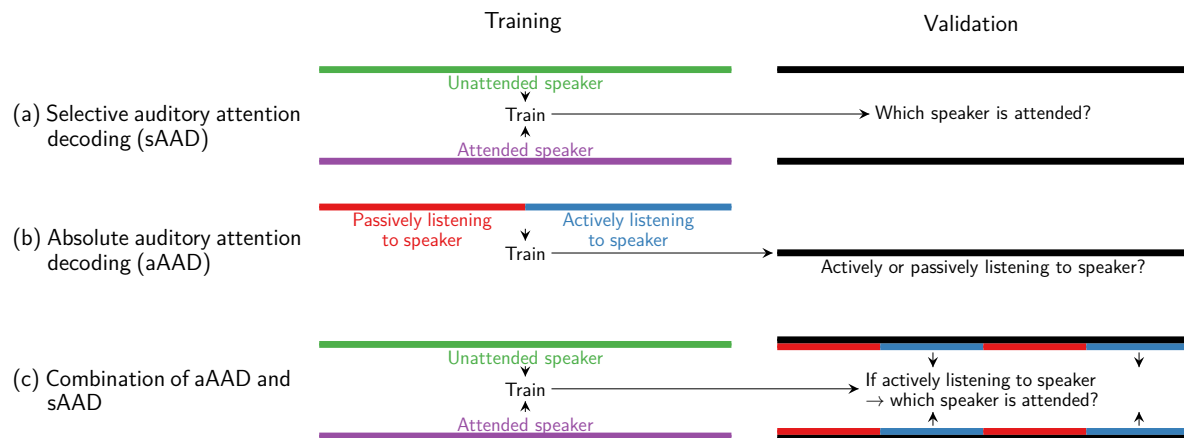 Training
Validation
(a) Selective auditory attention
decoding (sAAD)
Unattended speaker
Train
Attended speaker
Which speaker is attended?
(b) Absolute auditory attention
decoding (aAAD)
Passively listening
to speaker
Actively listening
to speaker
Train
Actively or passively listening to speaker?
(c) Combination of aAAD and
sAAD
Unattended speaker
Train
Attended speaker
If actively listening to speaker
→ which speaker is attended?